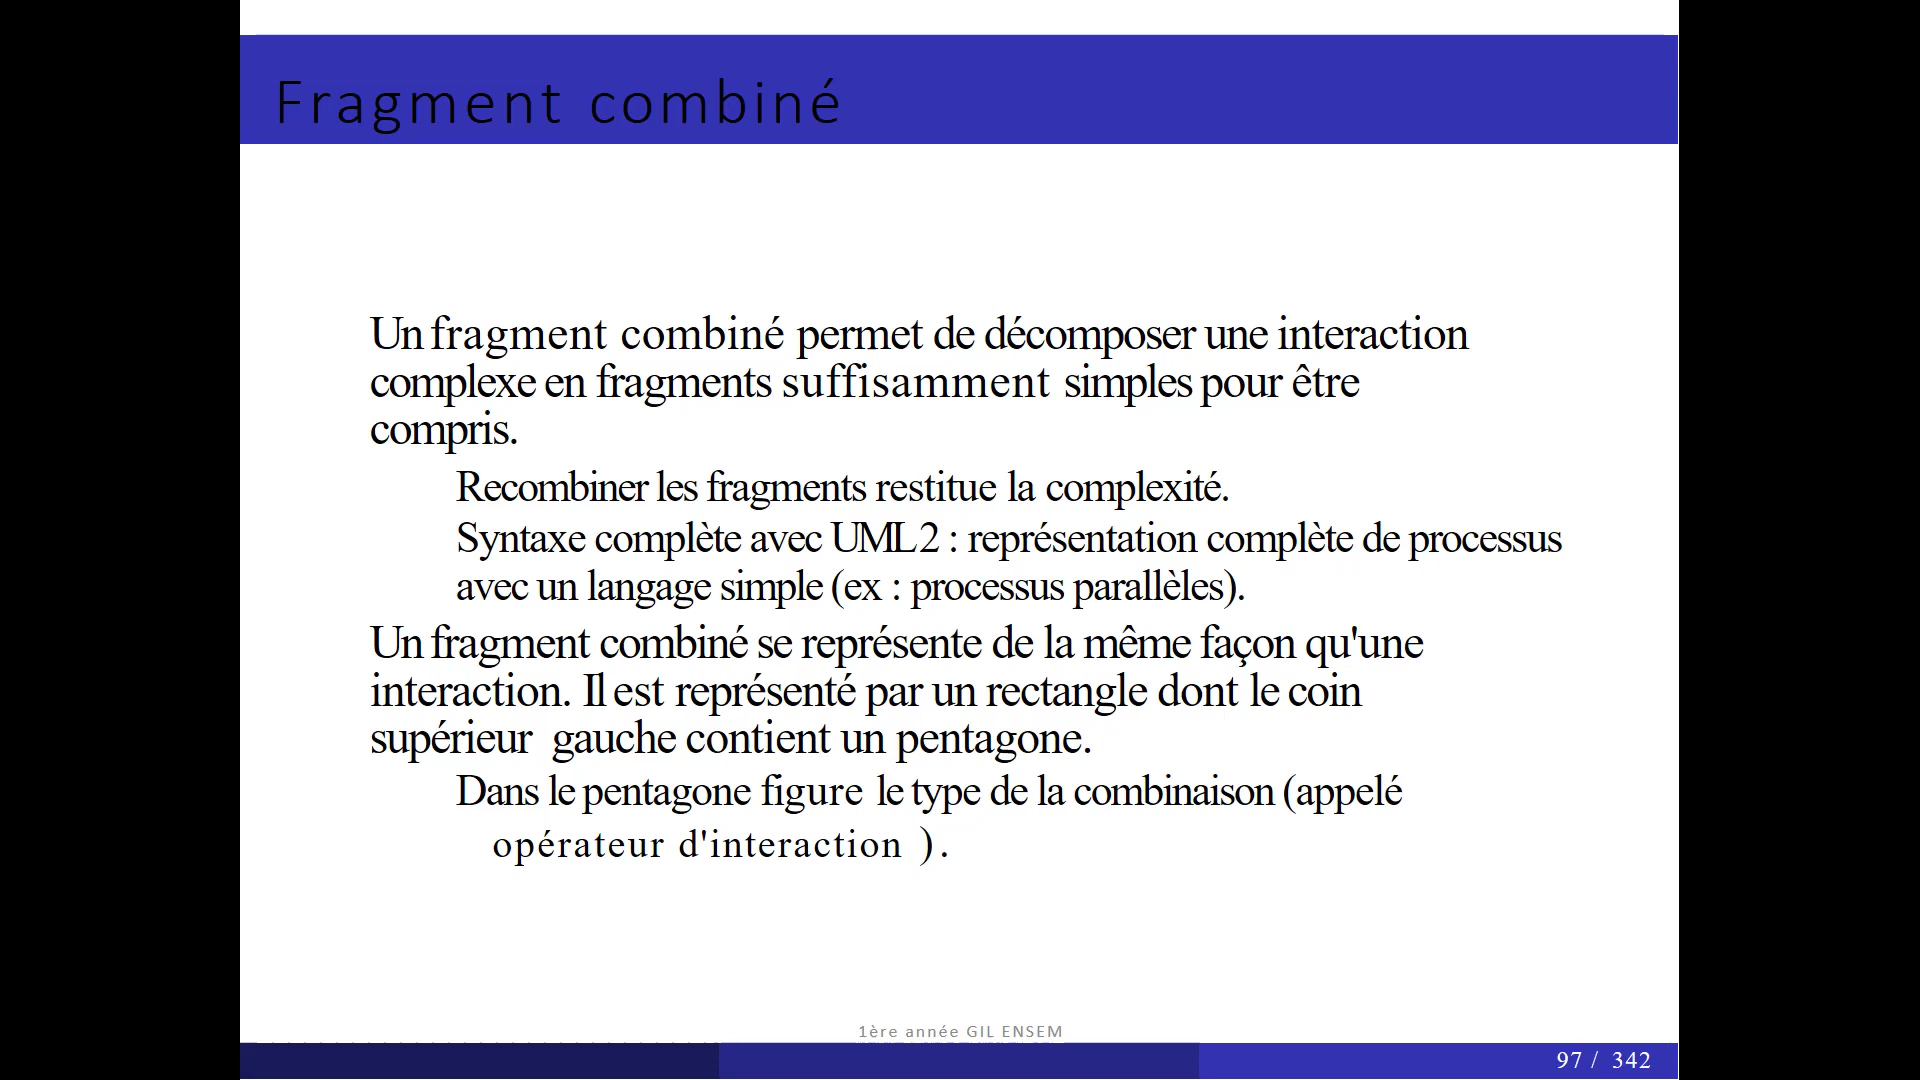 Fragment combiné
Un fragment combiné permet de décomposer une interaction
complexe en fragments suffisamment simples pour être
compris.
Recombiner les fragments restitue la complexité.
Syntaxe complète avec UML2 : représentation complète de processus
avec un langage simple (ex : processus parallèles).
Un fragment combiné se représente de la même façon qu'une
interaction. Il est représenté par un rectangle dont le coin
supérieur gauche contient un pentagone.
Dans le pentagone figure le type de la combinaison (appelé
opérateur d'interaction ).
1ère année GIL ENSEM
97 / 342